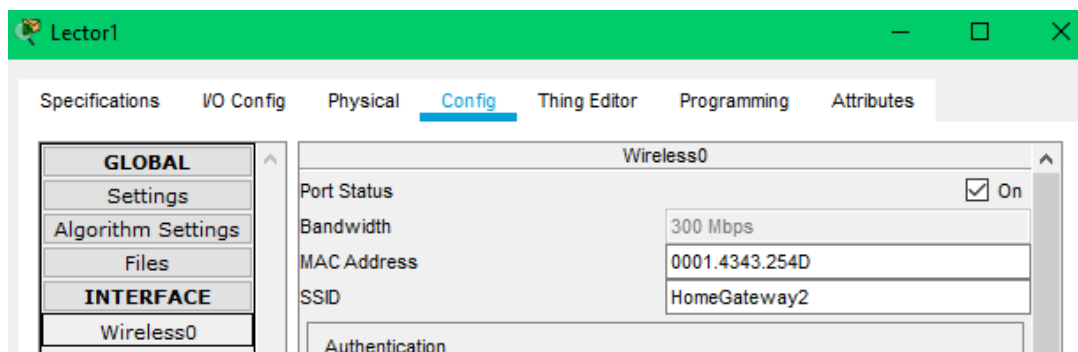 Lector1
Specifications I/O Config Physical Config Thing Editor Programming Attributes
GLOBAL
Settings
Algorithm Settings
Files
INTERFACE
Wireless0
Wireless0
Port Status On
Bandwidth 300 Mbps
MAC Address 0001.4343.254D
SSID HomeGateway2
Authentication